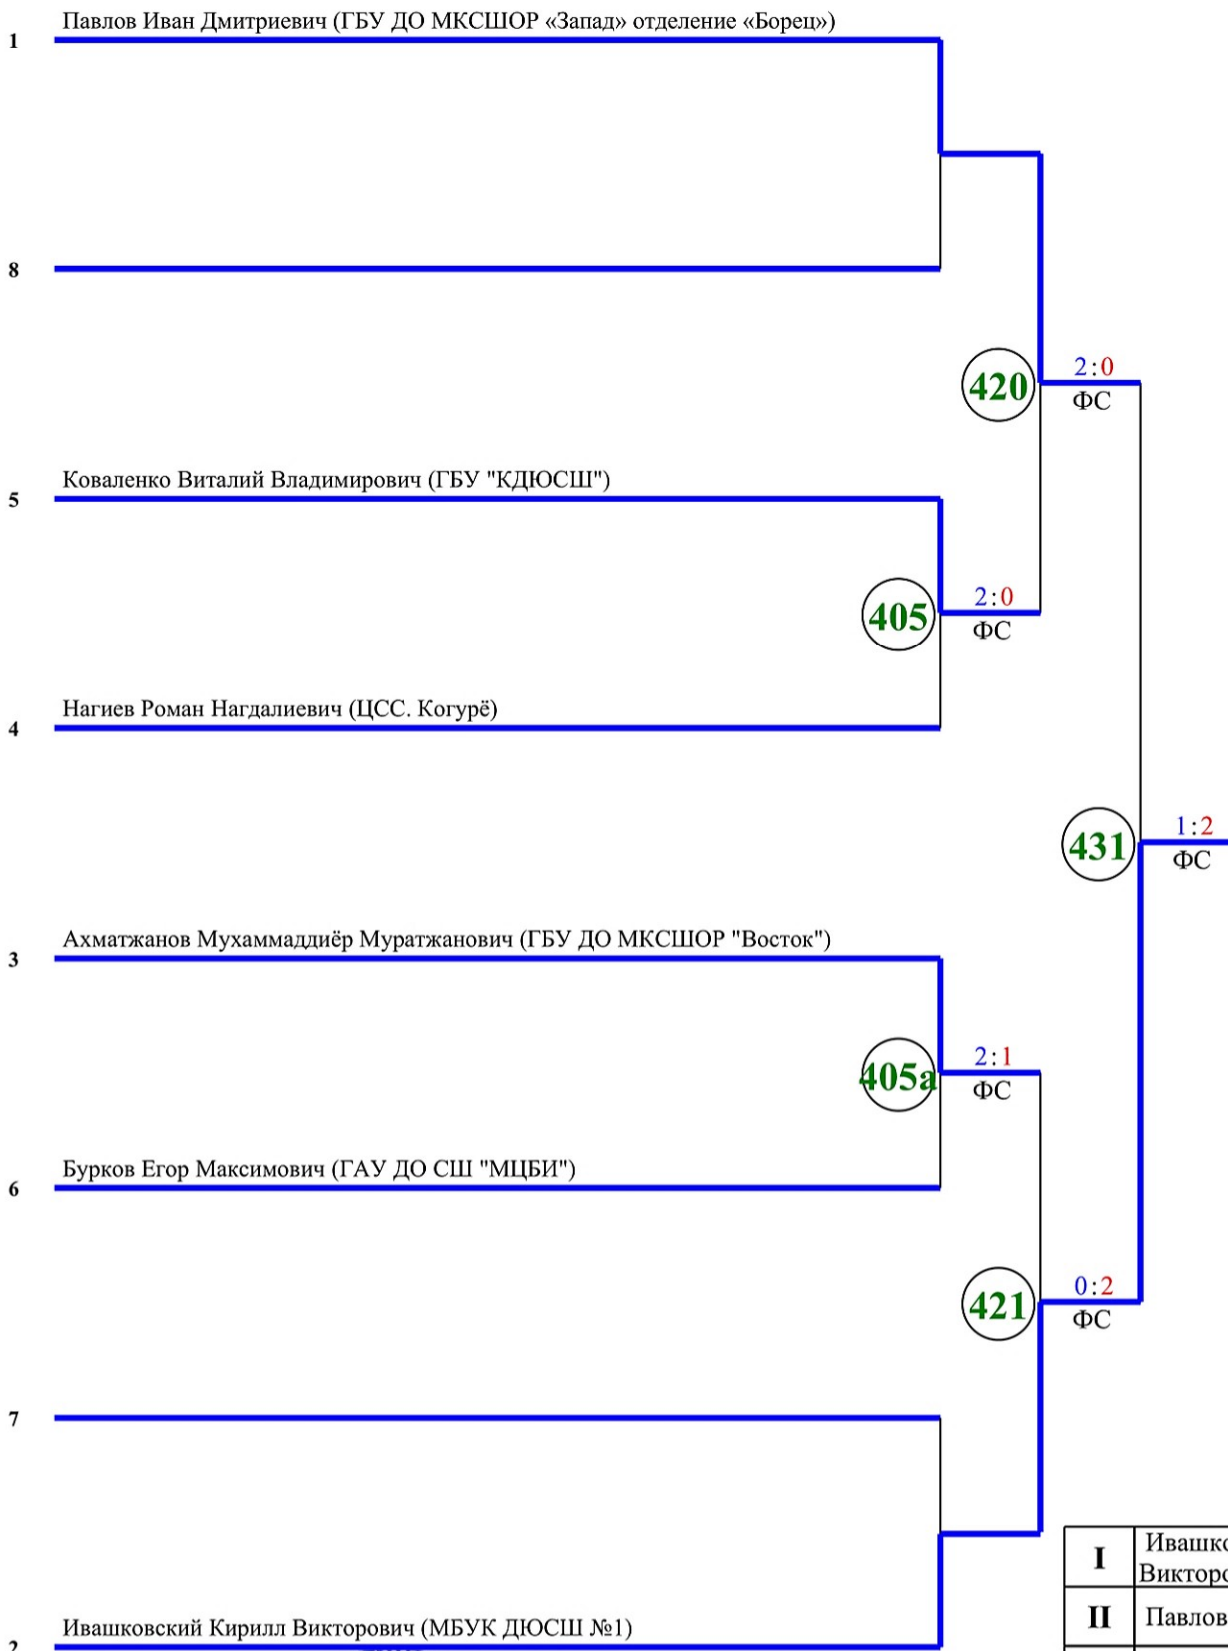 Павлов Иван Дмитриевич (ГБУ ДО МКСШОР «Запад» отделение «Борец»)
1
8
420
2:0
ФС
Коваленко Виталий Владимирович (ГБУ "КДЮСШ")
5
405
2:0
ФС
Нагиев Роман Нагдалиевич (ЦСС. Когурё)
4
431
1:2
ФС
Ахматжанов Мухаммаддиёр Муратжанович (ГБУ ДО МКСШОР "Восток")
3
405а
2:1
ФС
Бурков Егор Максимович (ГАУ ДО СШ "МЦБИ")
6
421
0:2
ФС
7
I
Ивашко
Викторо
II
Павлов
Ивашковский Кирилл Викторович (МБУК ДЮСШ №1)
2